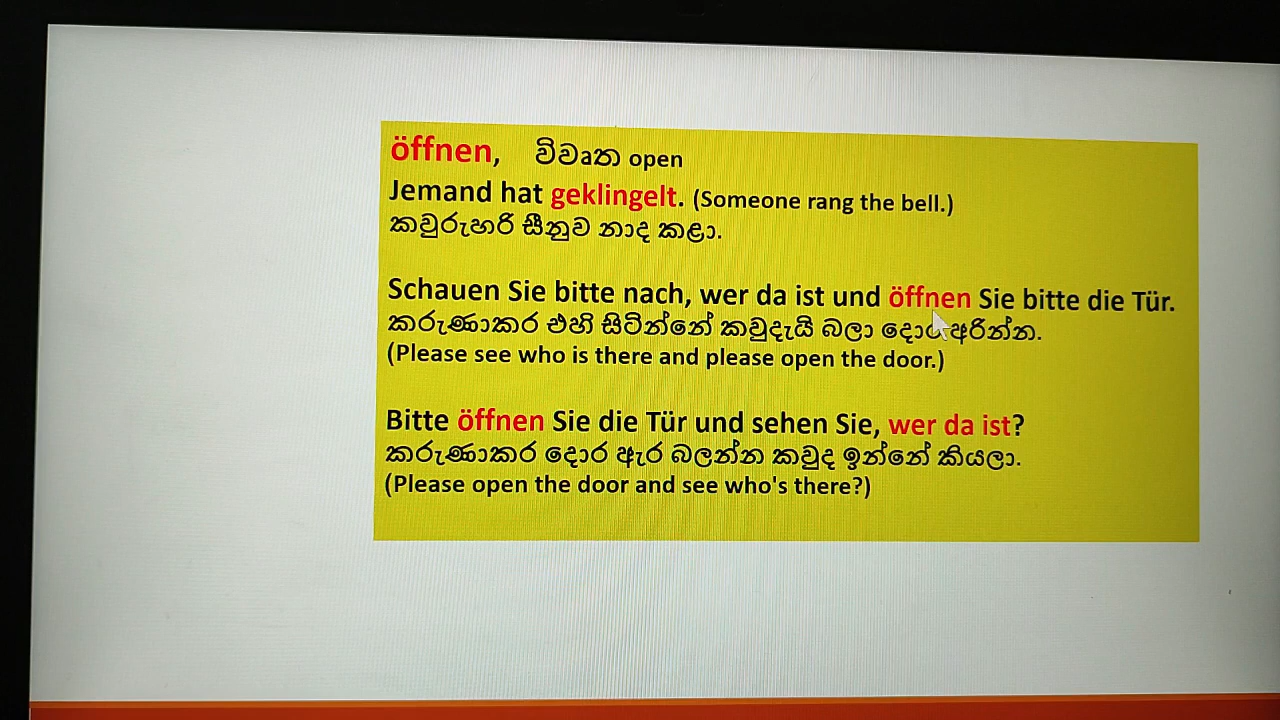 öffnen, විවaත open
Jemand hat geklingelt. (Someone rang the bell.)
කවුරුහරි සීනුව නාද කළා.
Schauen Sie bitte nach, wer da ist und öffnen Sie bitte die Tür.
කරුණාකර එහි සිටින්නේ කවුදැයි බලා දොර අරින්න.
(Please see who is there and please open the door.)
Bitte öffnen Sie die Tür und sehen Sie, wer da ist?
කරුණාකර දොර ඇර බලන්න කවුද ඉන්නේ කියලා.
(Please open the door and see who's there?)